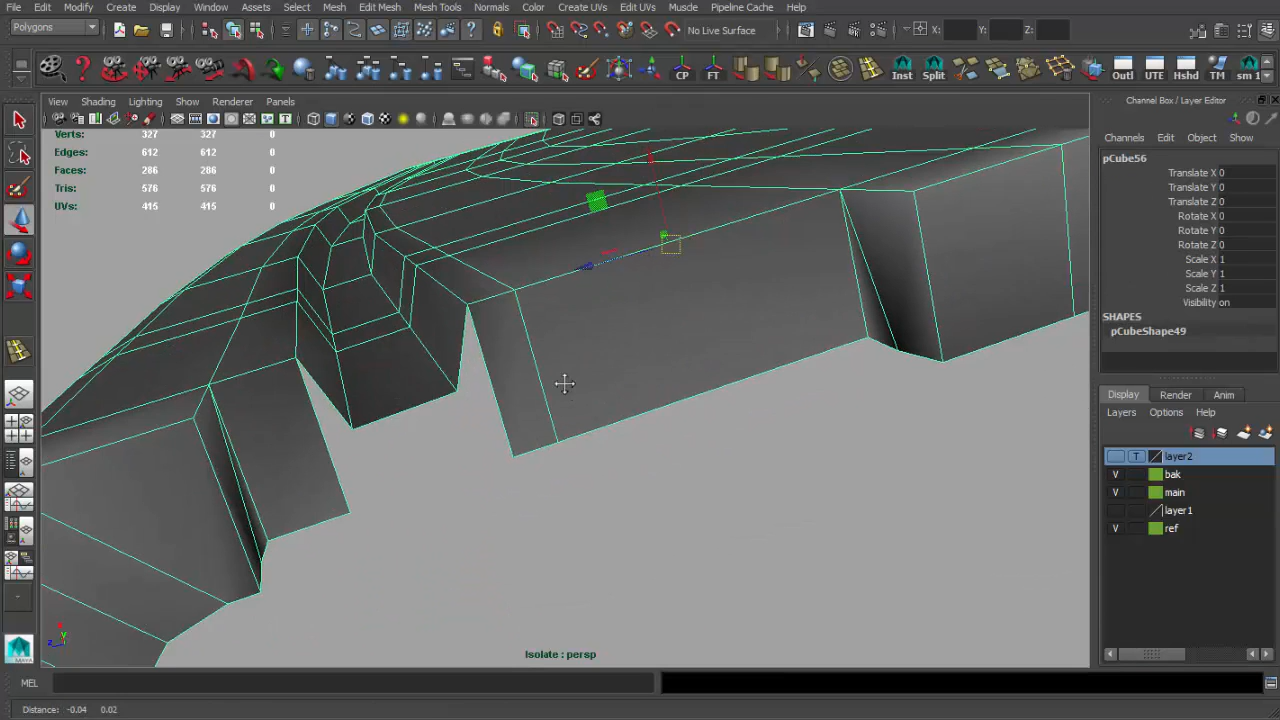 File Edit Modify Create Display Window Assets Select Mesh Edit Mesh Mesh Tools Normals Color Create UVs Edit UVs Muscle Pipeline Cache Help
Polygons
No Live Surface
X:
Y:
Z:
CP FT Inst Split Outl UTE Hshd TM sm 1
View Shading Lighting Show Renderer Panels
Channel Box / Layer Editor
Channels Edit Object Show
Verts: 327 327 0
Edges: 612 612 0
Faces: 286 286 0
Tris: 576 576 0
UVs: 415 415 0
pCube56
Translate X 0
Translate Y 0
Translate Z 0
Rotate X 0
Rotate Y 0
Rotate Z 0
Scale X 1
Scale Y 1
Scale Z 1
Visibility on
SHAPES
pCubeShape49
Display Render Anim
Layers Options Help
T layer2
V bak
V main
layer1
V ref
Isolate : persp
MEL
Distance: -0.04 0.02